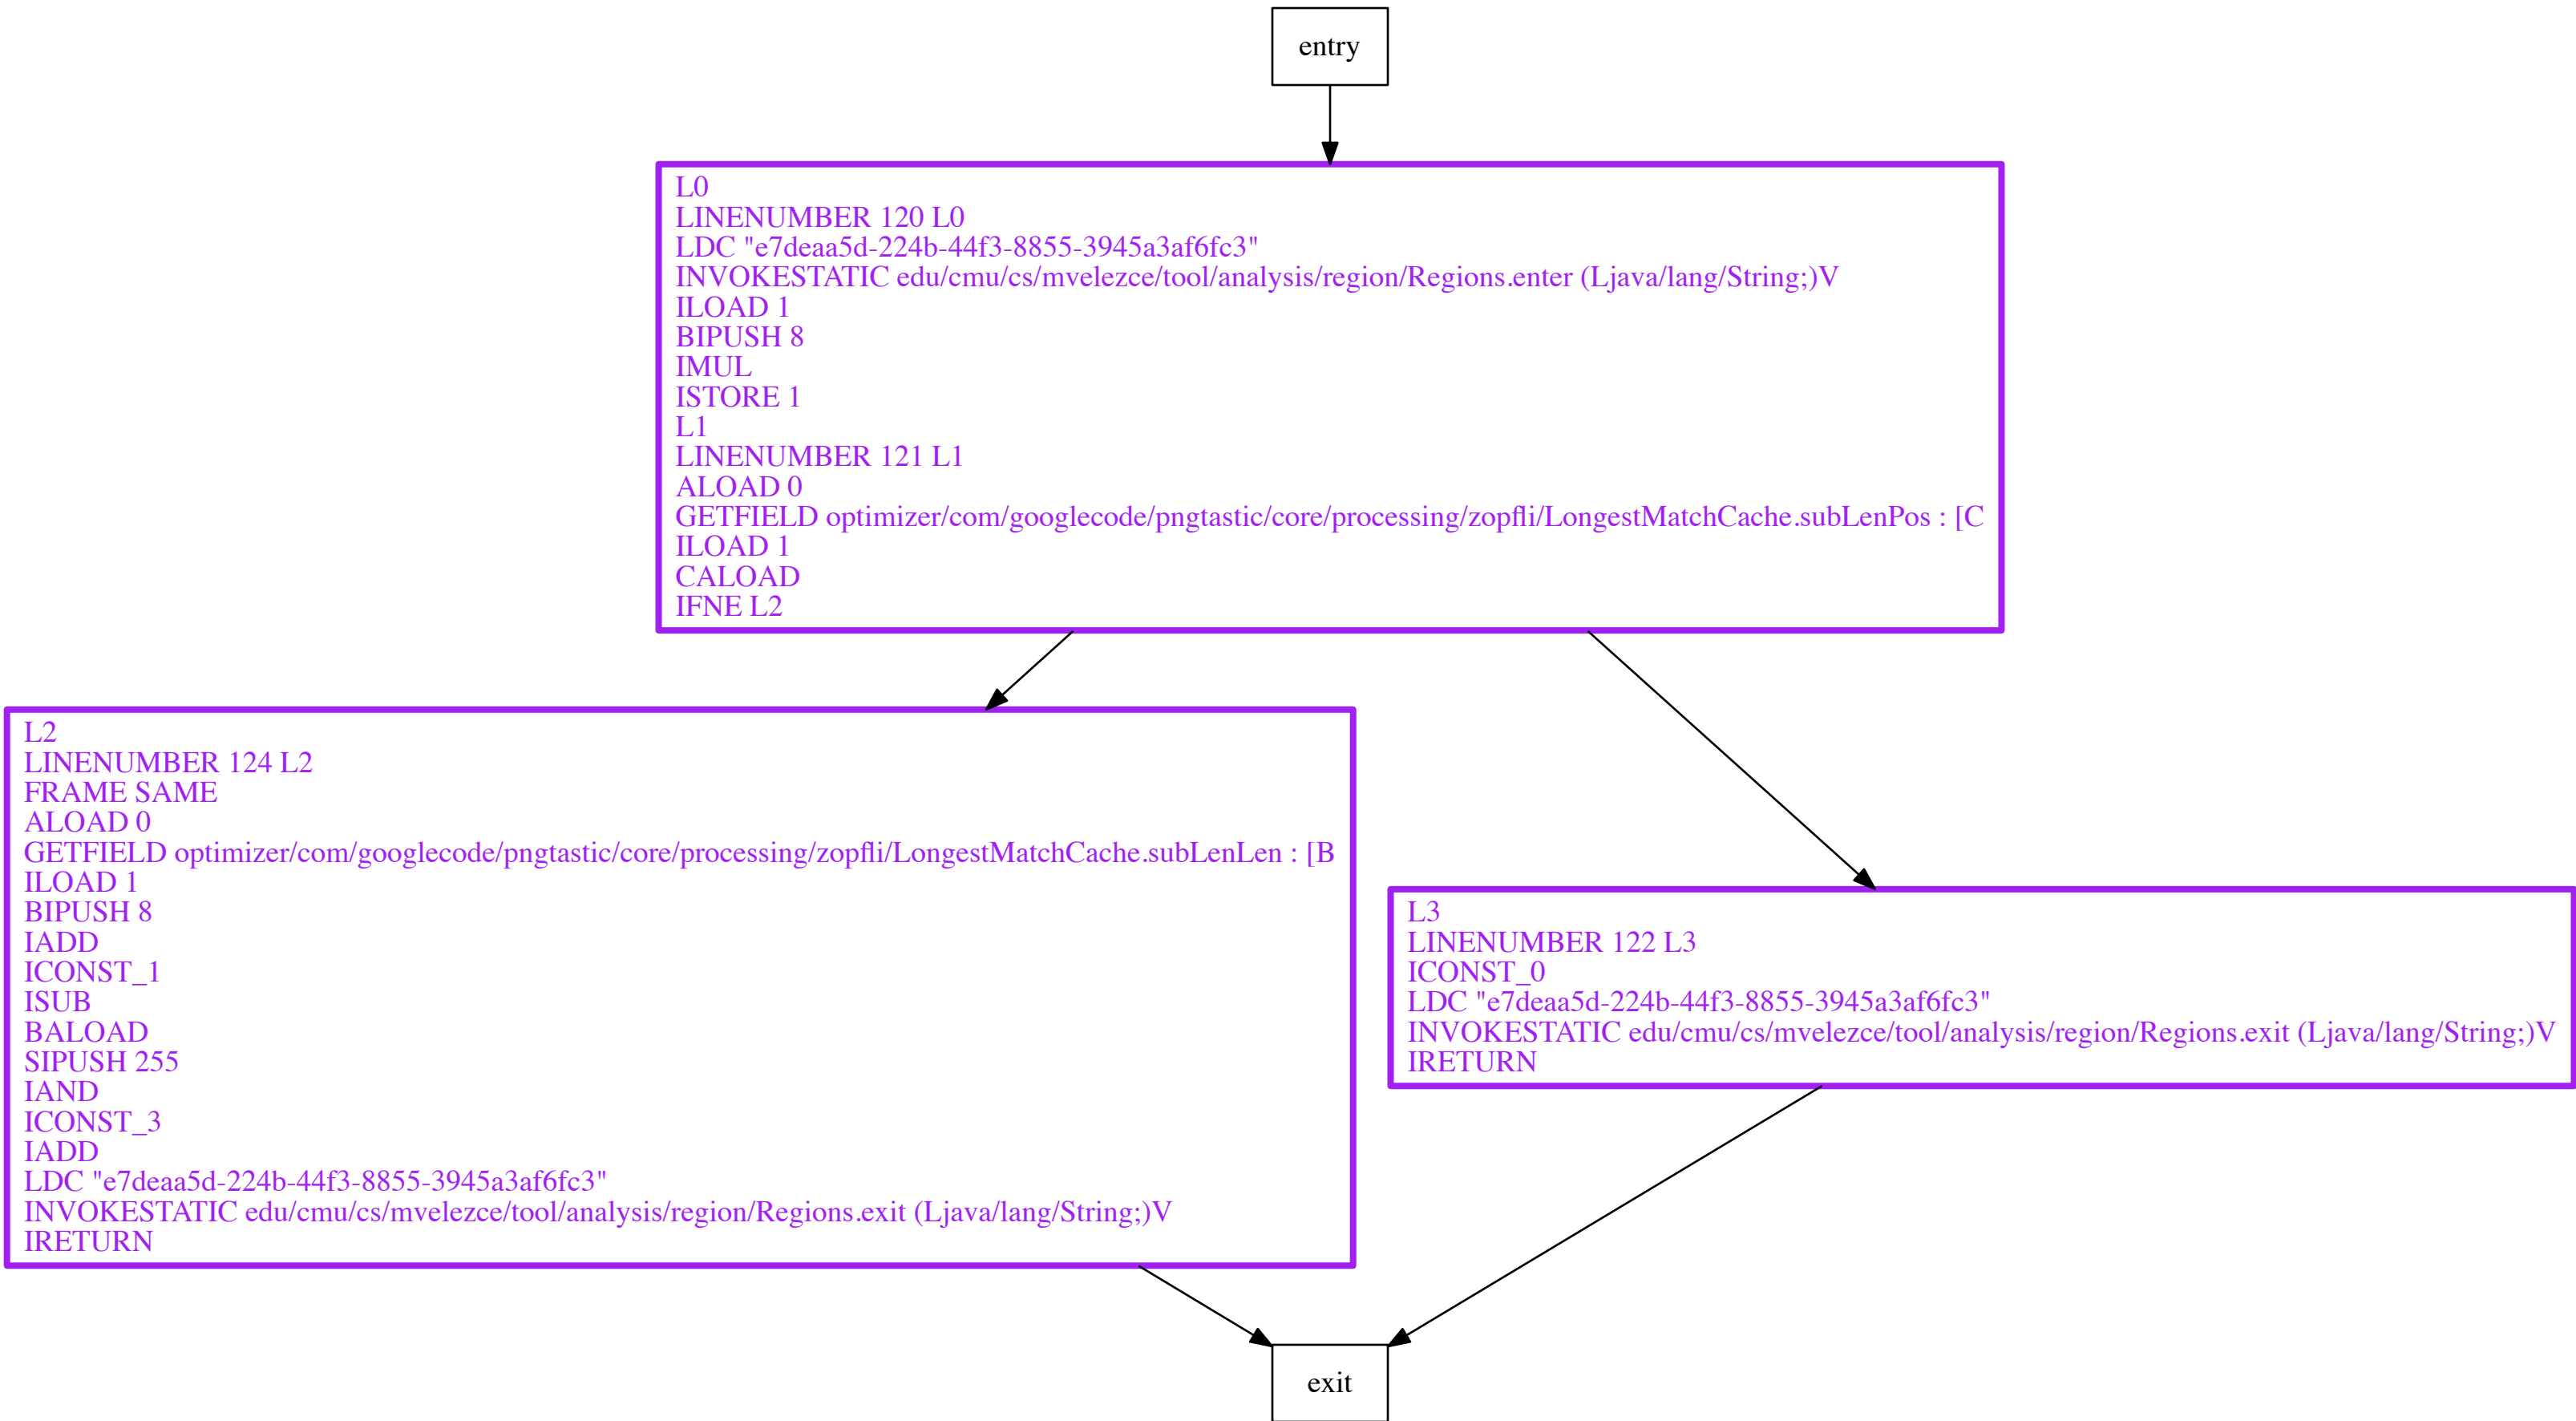 entry
L0
LINENUMBER 120 L0
LDC "e7deaa5d-224b-44f3-8855-3945a3af6fc3"
INVOKESTATIC edu/cmu/cs/mvelezce/tool/analysis/region/Regions.enter (Ljava/lang/String;)V
ILOAD 1
BIPUSH 8
IMUL
ISTORE 1
L1
LINENUMBER 121 L1
ALOAD 0
GETFIELD optimizer/com/googlecode/pngtastic/core/processing/zopfli/LongestMatchCache.subLenPos : [C
ILOAD 1
CALOAD
IFNE L2
L2
LINENUMBER 124 L2
FRAME SAME
ALOAD 0
GETFIELD optimizer/com/googlecode/pngtastic/core/processing/zopfli/LongestMatchCache.subLenLen : [B
ILOAD 1
BIPUSH 8
IADD
ICONST_1
ISUB
BALOAD
SIPUSH 255
IAND
ICONST_3
IADD
LDC "e7deaa5d-224b-44f3-8855-3945a3af6fc3"
INVOKESTATIC edu/cmu/cs/mvelezce/tool/analysis/region/Regions.exit (Ljava/lang/String;)V
IRETURN
L3
LINENUMBER 122 L3
ICONST_0
LDC "e7deaa5d-224b-44f3-8855-3945a3af6fc3"
INVOKESTATIC edu/cmu/cs/mvelezce/tool/analysis/region/Regions.exit (Ljava/lang/String;)V
IRETURN
exit